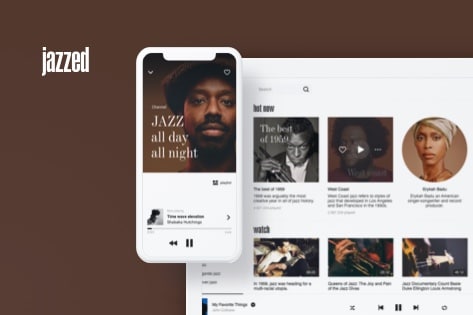 jazzed
Channel
JAZZ
all day
all night
playlist
Time wave elevation
Shabaka Hutchings
Search
hot now
The best
of 1959
West Coast
The best of 1959
1959 was arguably the most
creative year in all of jazz history.
West Coast
West Coast jazz refers to styles of
jazz that developed in Los Angeles
and San Francisco in the 1950s.
Erykah Badu
Erykah Badu is an American
singer-songwriter and record
producer.
watch
In 1959, jazz was heading for a
multi-racial utopia.
Queens of Jazz: The Joy and Pain
of the Jazz Divas
Jazz Documentary Count Basie
Duke Ellington Louis Armstrong
My Favorite Things
John Coltrane